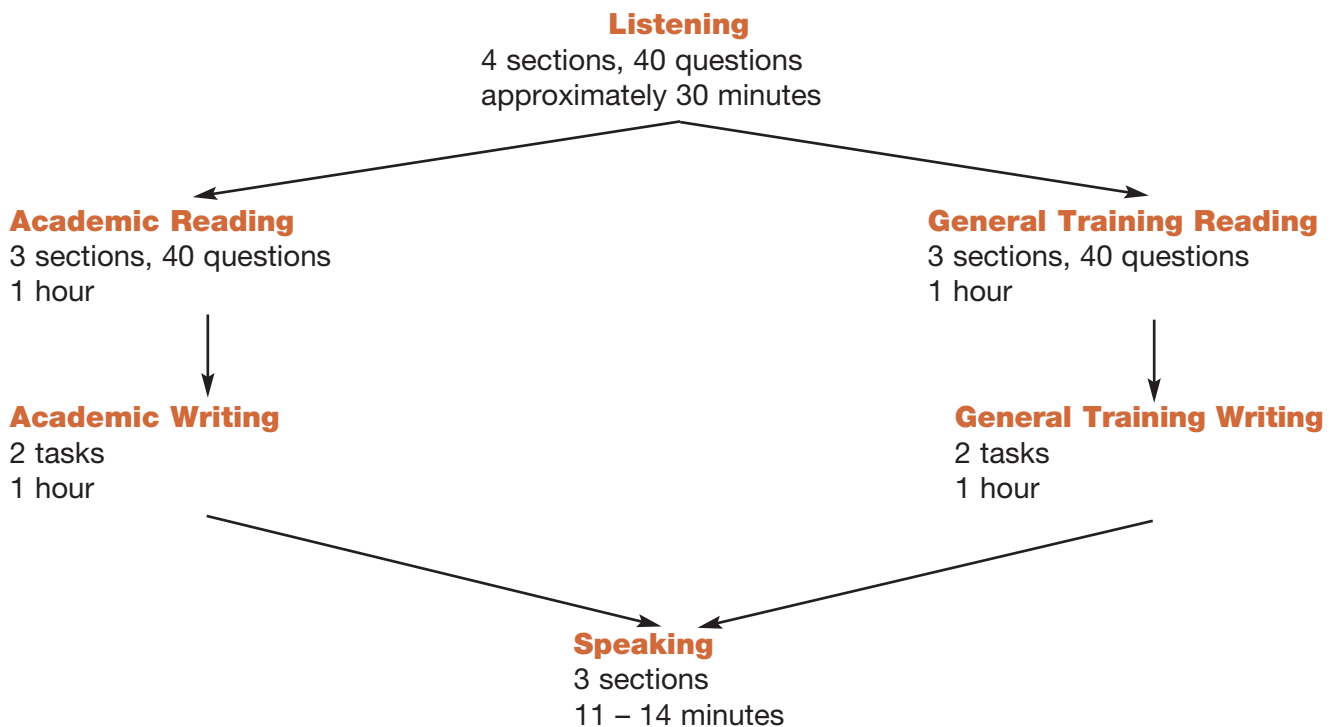 Listening
4 sections, 40 questions
approximately 30 minutes
Academic Reading
3 sections, 40 questions
1 hour
General Training Reading
3 sections, 40 questions
1 hour
Academic Writing
2 tasks
1 hour
General Training Writing
2 tasks
1 hour
Speaking
3 sections
11 – 14 minutes